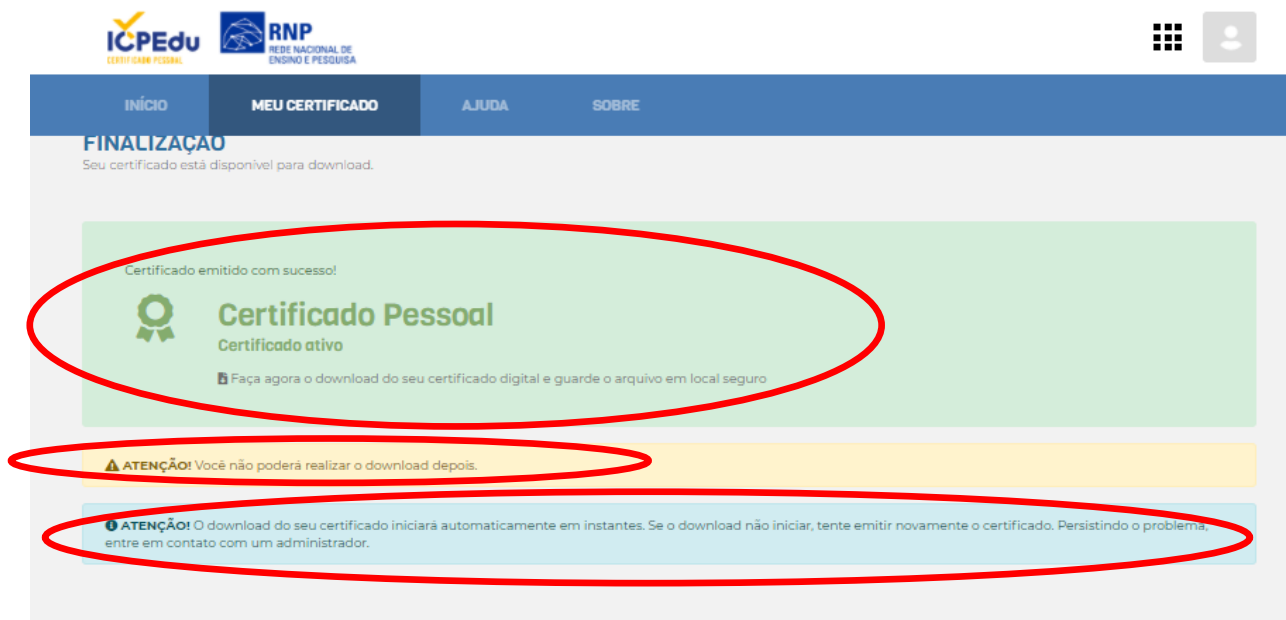 ICPEdu
CERTIFICADO PESSOAL
RNP
REDE NACIONAL DE
ENSINO E PESQUISA
INÍCIO MEU CERTIFICADO AJUDA SOBRE
FINALIZAÇÃO
Seu certificado está disponível para download.
Certificado emitido com sucesso!
Certificado Pessoal
Certificado ativo
Faça agora o download do seu certificado digital e guarde o arquivo em local seguro
ATENÇÃO! Você não poderá realizar o download depois.
ATENÇÃO! O download do seu certificado iniciará automaticamente em instantes. Se o download não iniciar, tente emitir novamente o certificado. Persistindo o problema,
entre em contato com um administrador.